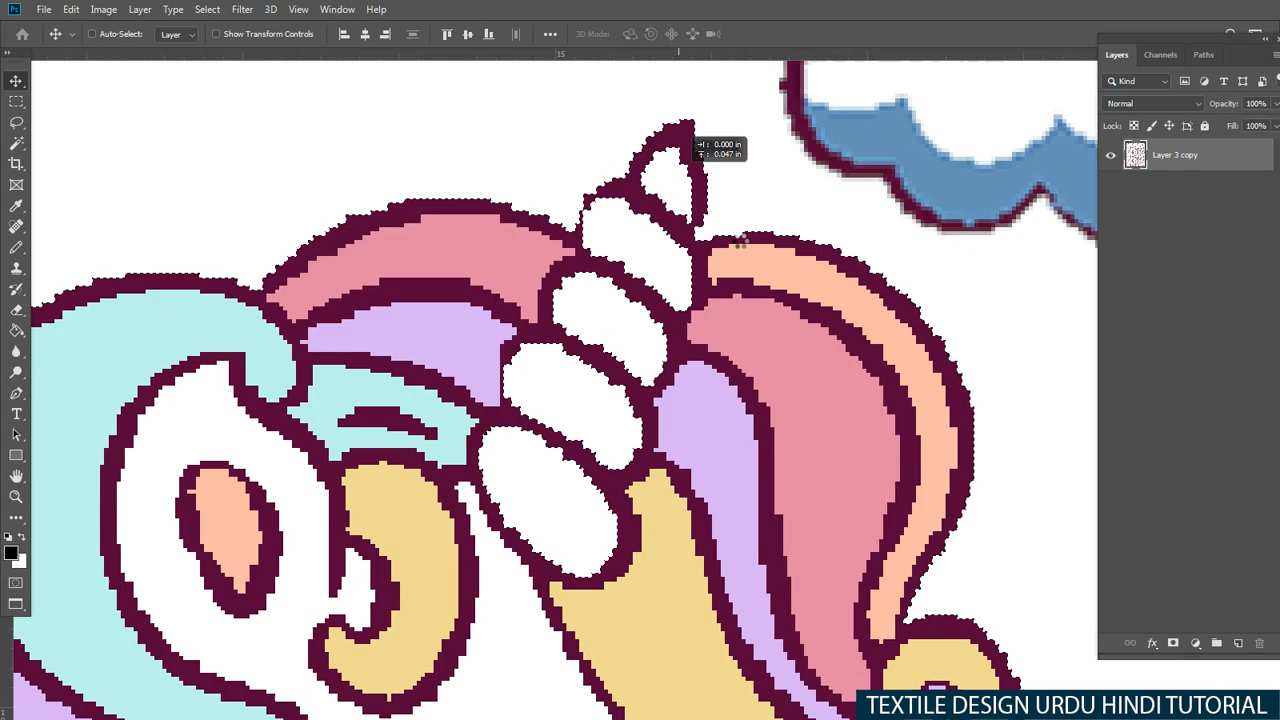 Ps File Edit Image Layer Type Select Filter 3D View Window Help
Auto-Select: Layer Show Transform Controls 3D Mode:
15
Layers Channels Paths
Kind
Normal Opacity: 100%
Lock: Fill: 100%
Layer 3 copy
: 0.000 in
: 0.047 in
TEXTILE DESIGN URDU HINDI TUTORIAL